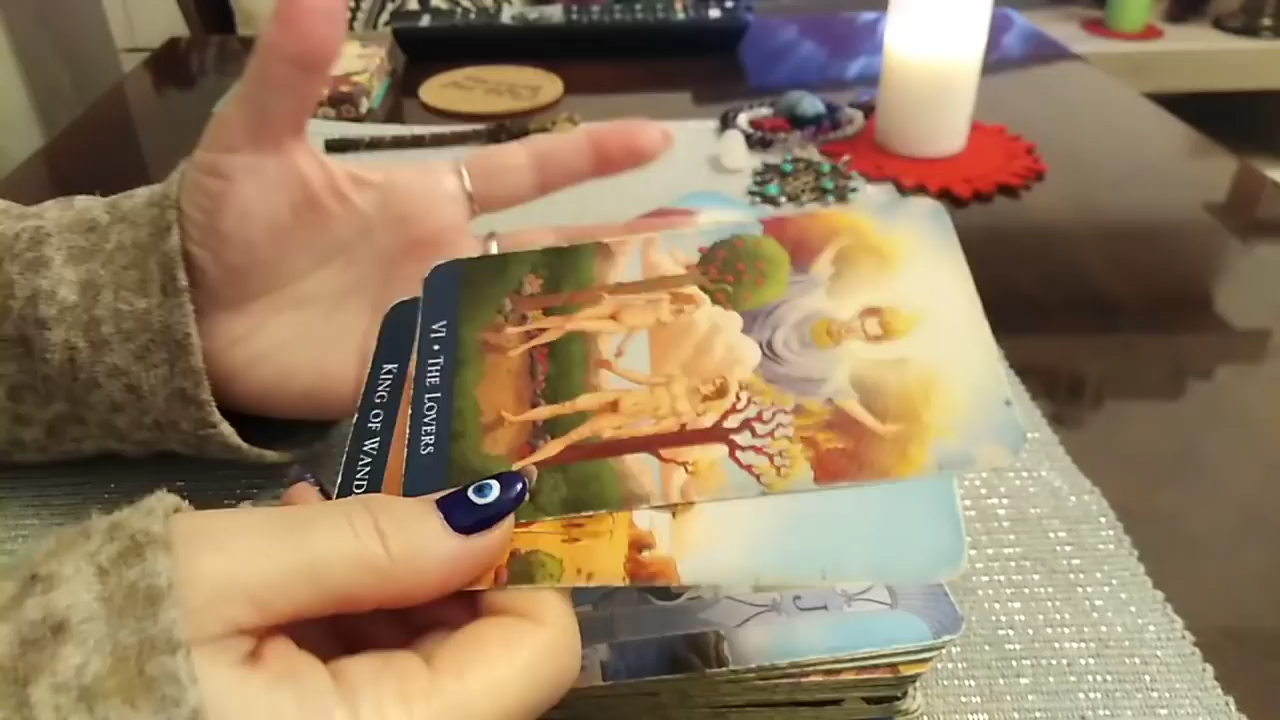 VI • THE LOVERS
KING OF WAND